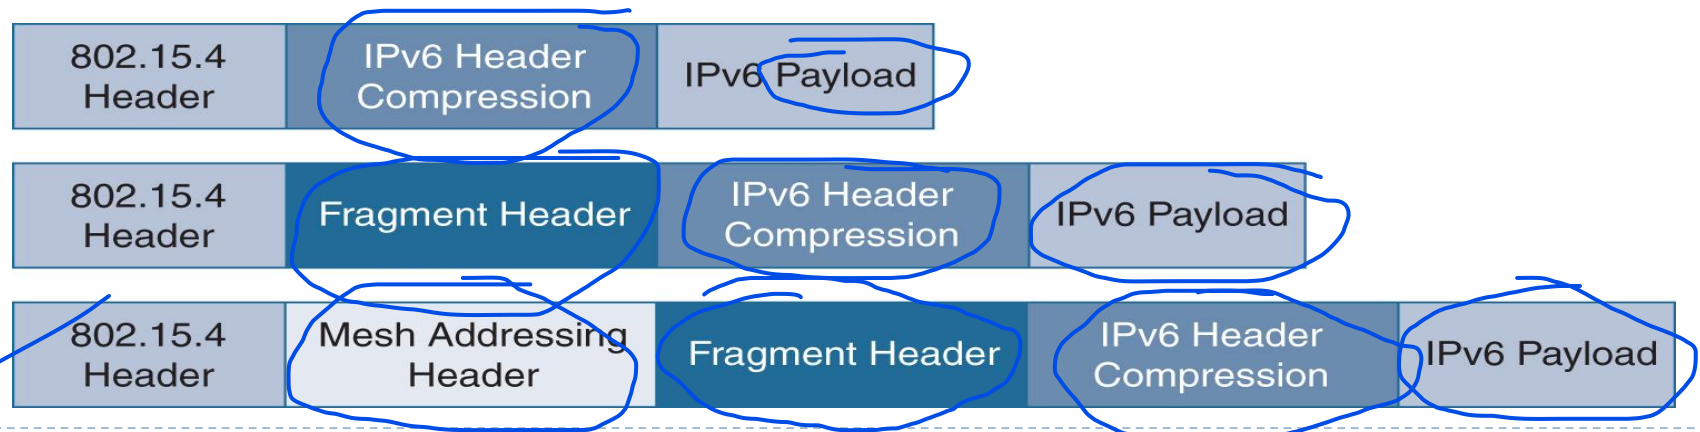 802.15.4
Header
IPv6 Header
Compression
IPv6 Payload
802.15.4
Header
Fragment Header
IPv6 Header
Compression
IPv6 Payload
802.15.4
Header
Mesh Addressing
Header
Fragment Header
IPv6 Header
Compression
IPv6 Payload